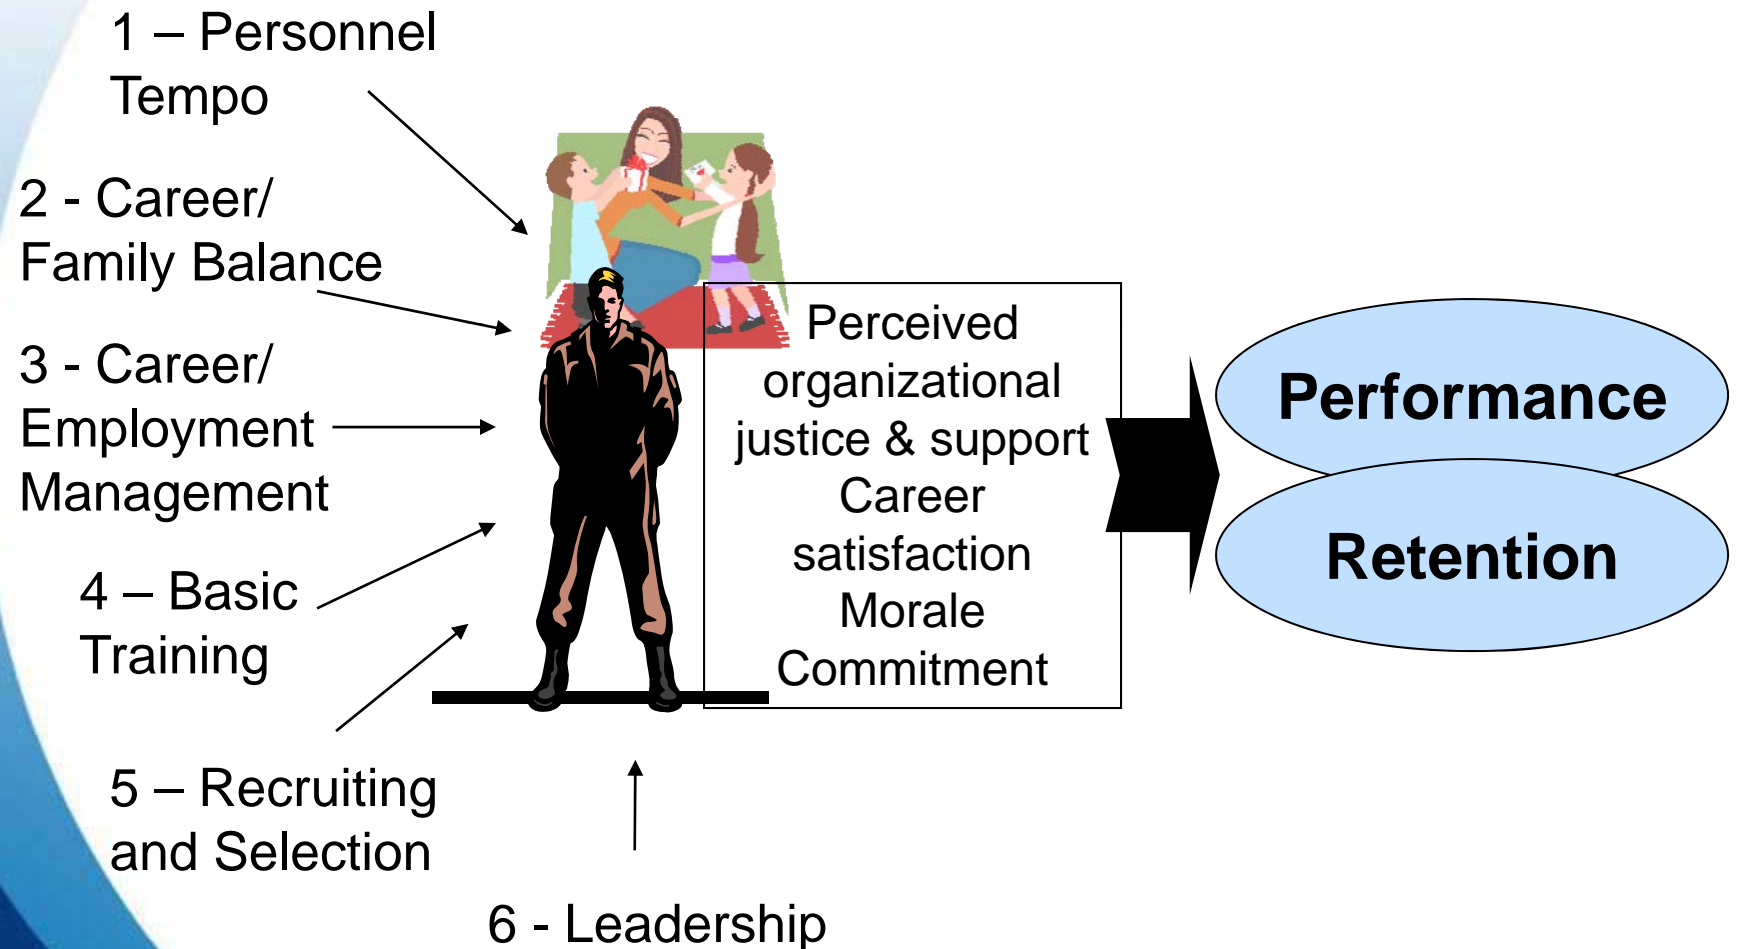 1 – Personnel
Tempo
2 - Career/
Family Balance
3 - Career/
Employment
Management
4 – Basic
Training
5 – Recruiting
and Selection
6 - Leadership
Perceived
organizational
justice & support
Career
satisfaction
Morale
Commitment
Performance
Retention